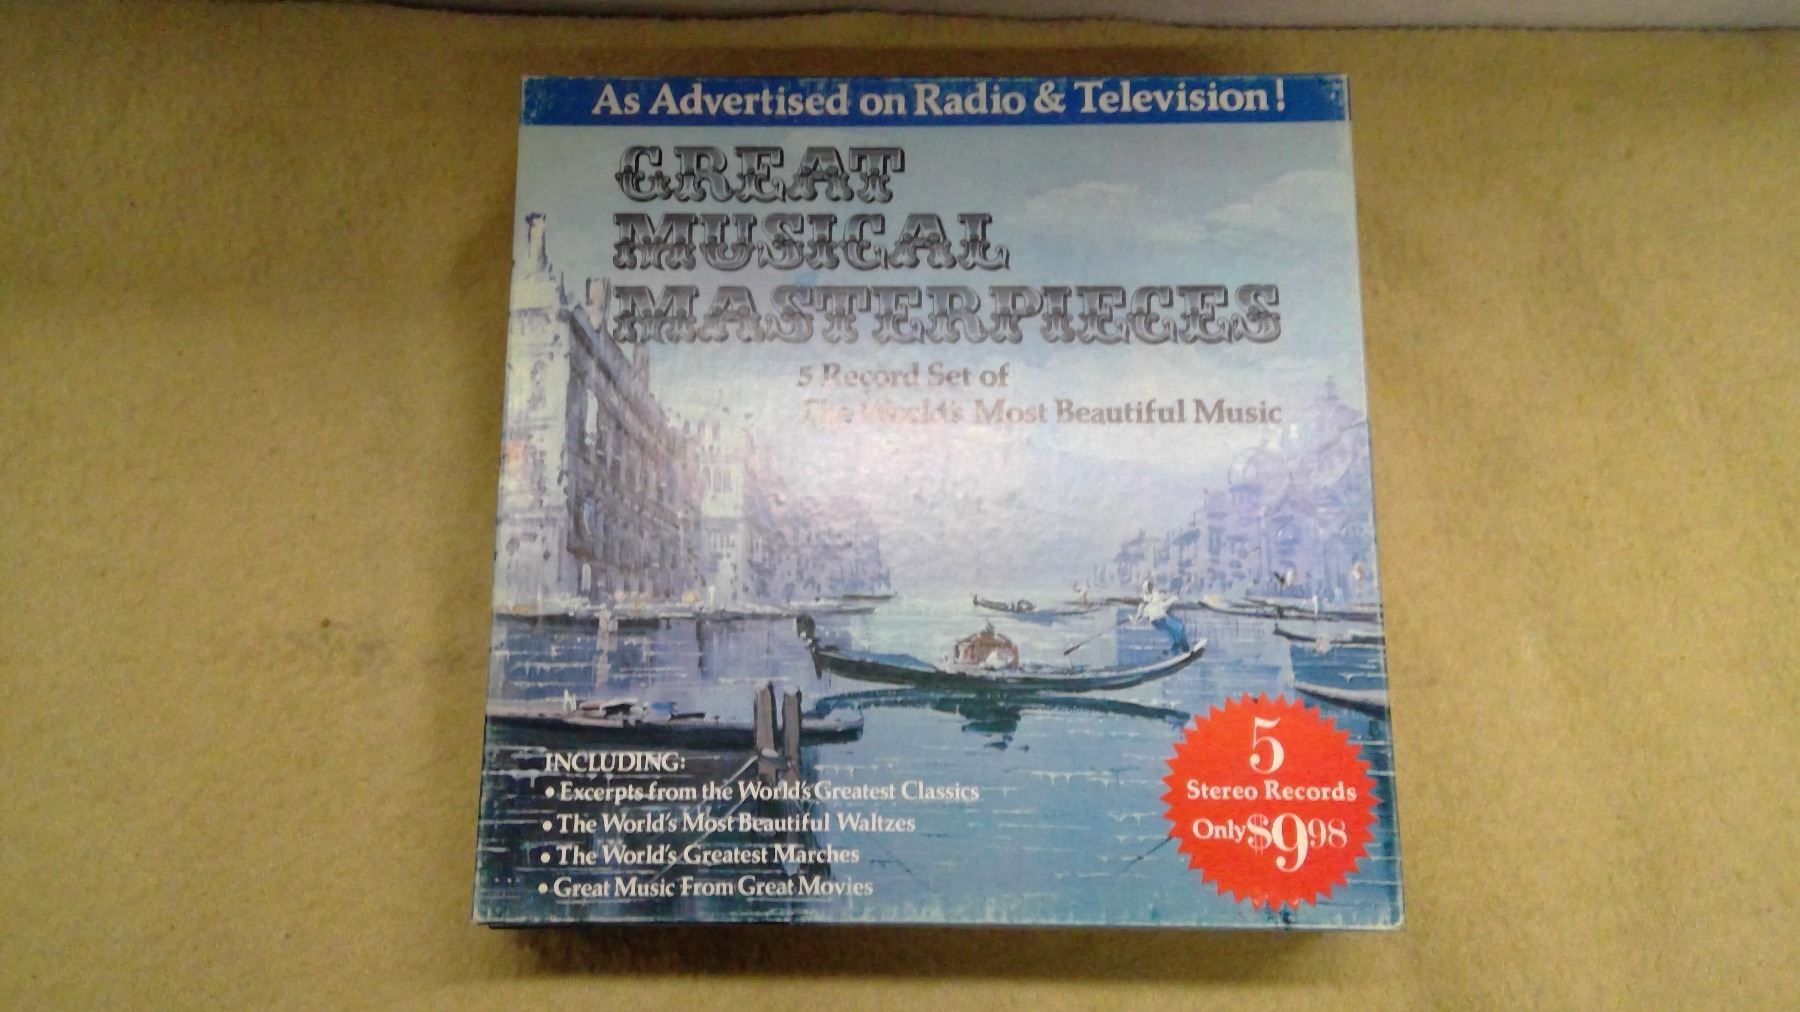 As Advertised on Radio & Television!
GREAT
MUSICAL
MASTERPIECES
5 Record Set of
The World's Most Beautiful Music
INCLUDING:
• Excerpts from the World's Greatest Classics
• The World's Most Beautiful Waltzes
• The World's Greatest Marches
• Great Music From Great Movies
5
Stereo Records
Only $9.98